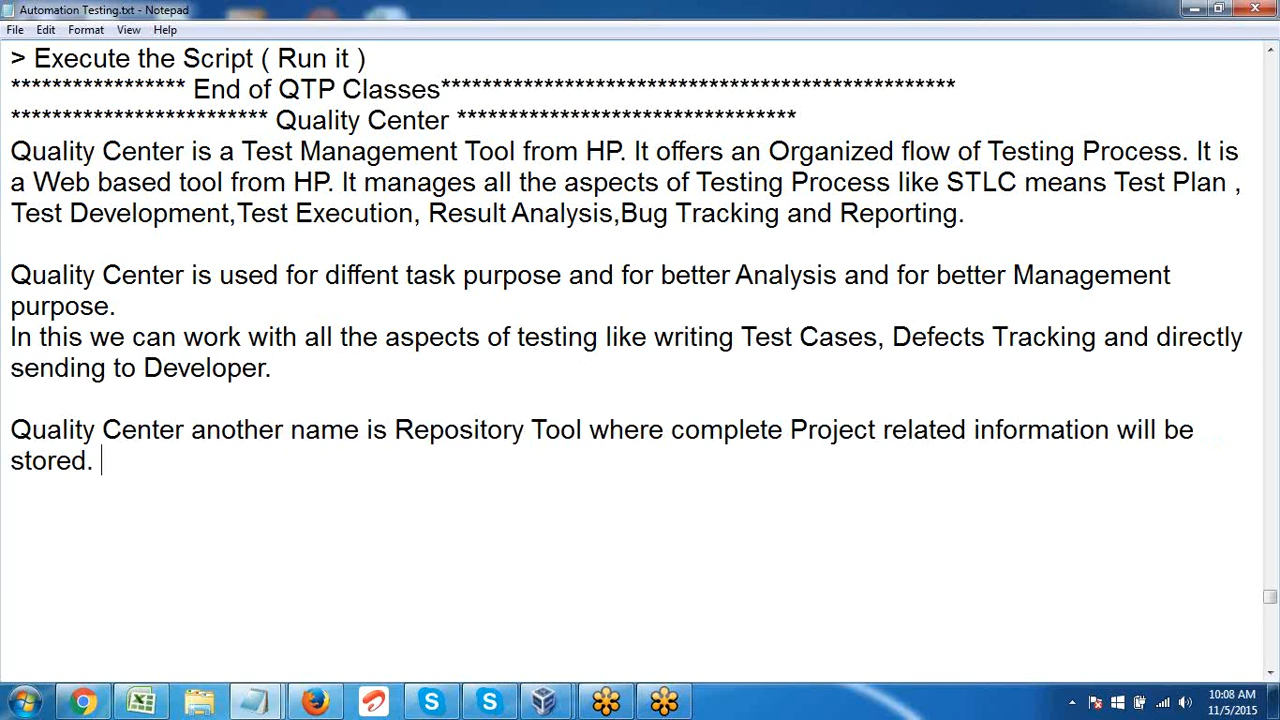 Automation Testing.txt - Notepad
File Edit Format View Help
> Execute the Script ( Run it )
***************** End of QTP Classes**************************************************
************************* Quality Center *********************************
Quality Center is a Test Management Tool from HP. It offers an Organized flow of Testing Process. It is
a Web based tool from HP. It manages all the aspects of Testing Process like STLC means Test Plan ,
Test Development,Test Execution, Result Analysis,Bug Tracking and Reporting.
Quality Center is used for diffent task purpose and for better Analysis and for better Management
purpose.
In this we can work with all the aspects of testing like writing Test Cases, Defects Tracking and directly
sending to Developer.
Quality Center another name is Repository Tool where complete Project related information will be
stored.
10:08 AM
11/5/2015